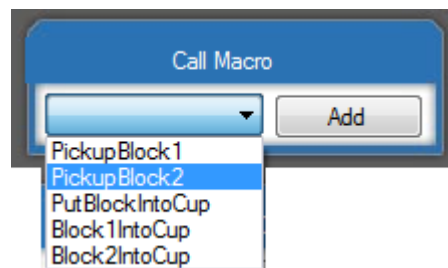 Call Macro
Add
PickupBlock1
PickupBlock2
PutBlockIntoCup
Block1IntoCup
Block2IntoCup